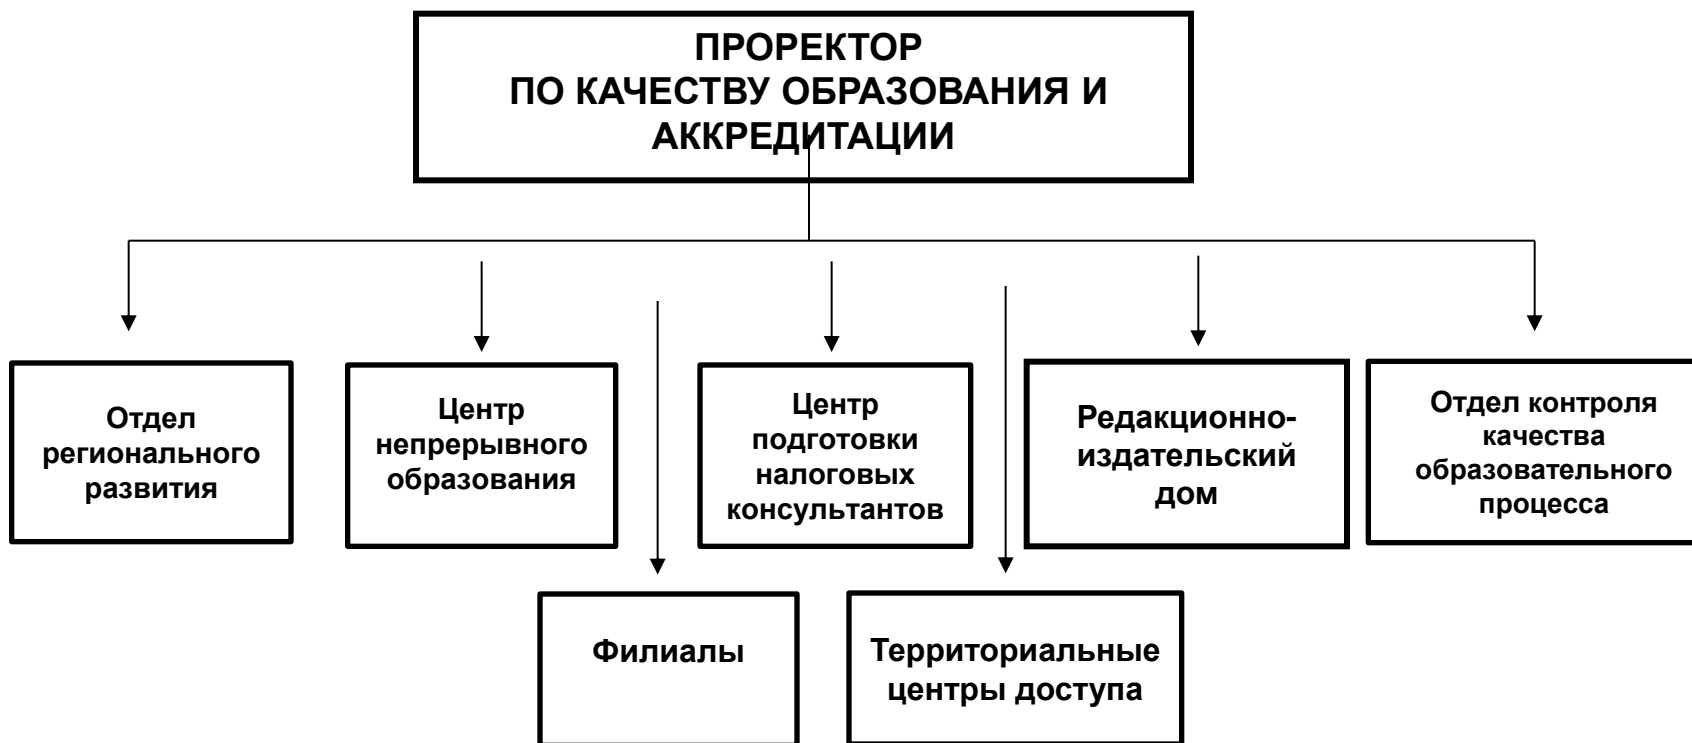 ПРОРЕКТОР
ПО КАЧЕСТВУ ОБРАЗОВАНИЯ И
АККРЕДИТАЦИИ
Отдел
регионального
развития
Центр
непрерывного
образования
Центр
подготовки
налоговых
консультантов
Редакционно-
издательский
дом
Отдел контроля
качества
образовательного
процесса
Филиалы
Территориальные
центры доступа